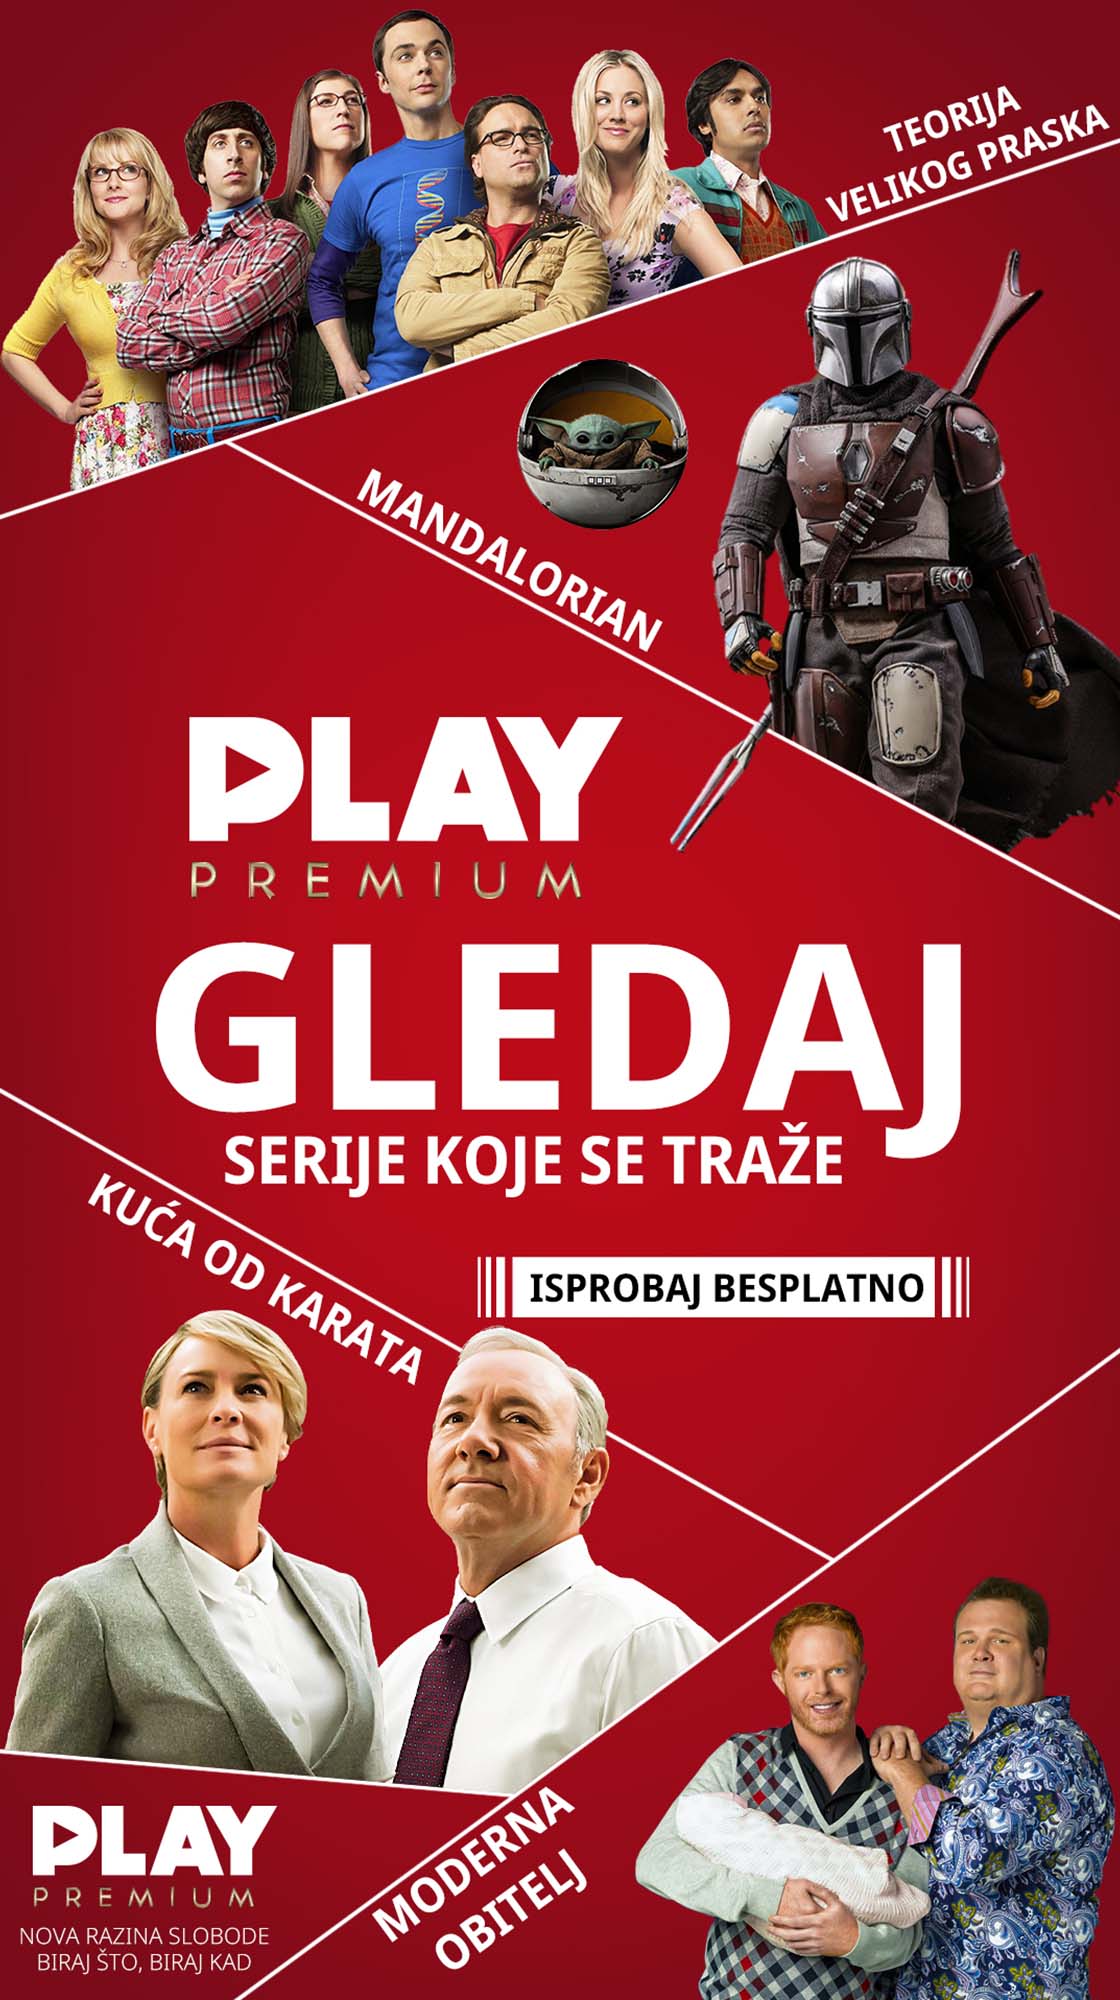 TEORIJA
VELIKOG PRASKA
MANDALORIAN
PLAY
PREMIUM
GLEDAJ
SERIJE KOJE SE TRAŽE
KUĆA OD KARATA
ISPROBAJ BESPLATNO
PLAY
PREMIUM
NOVA RAZINA SLOBODE
BIRAJ ŠTO, BIRAJ KAD
MODERNA
OBITELJ